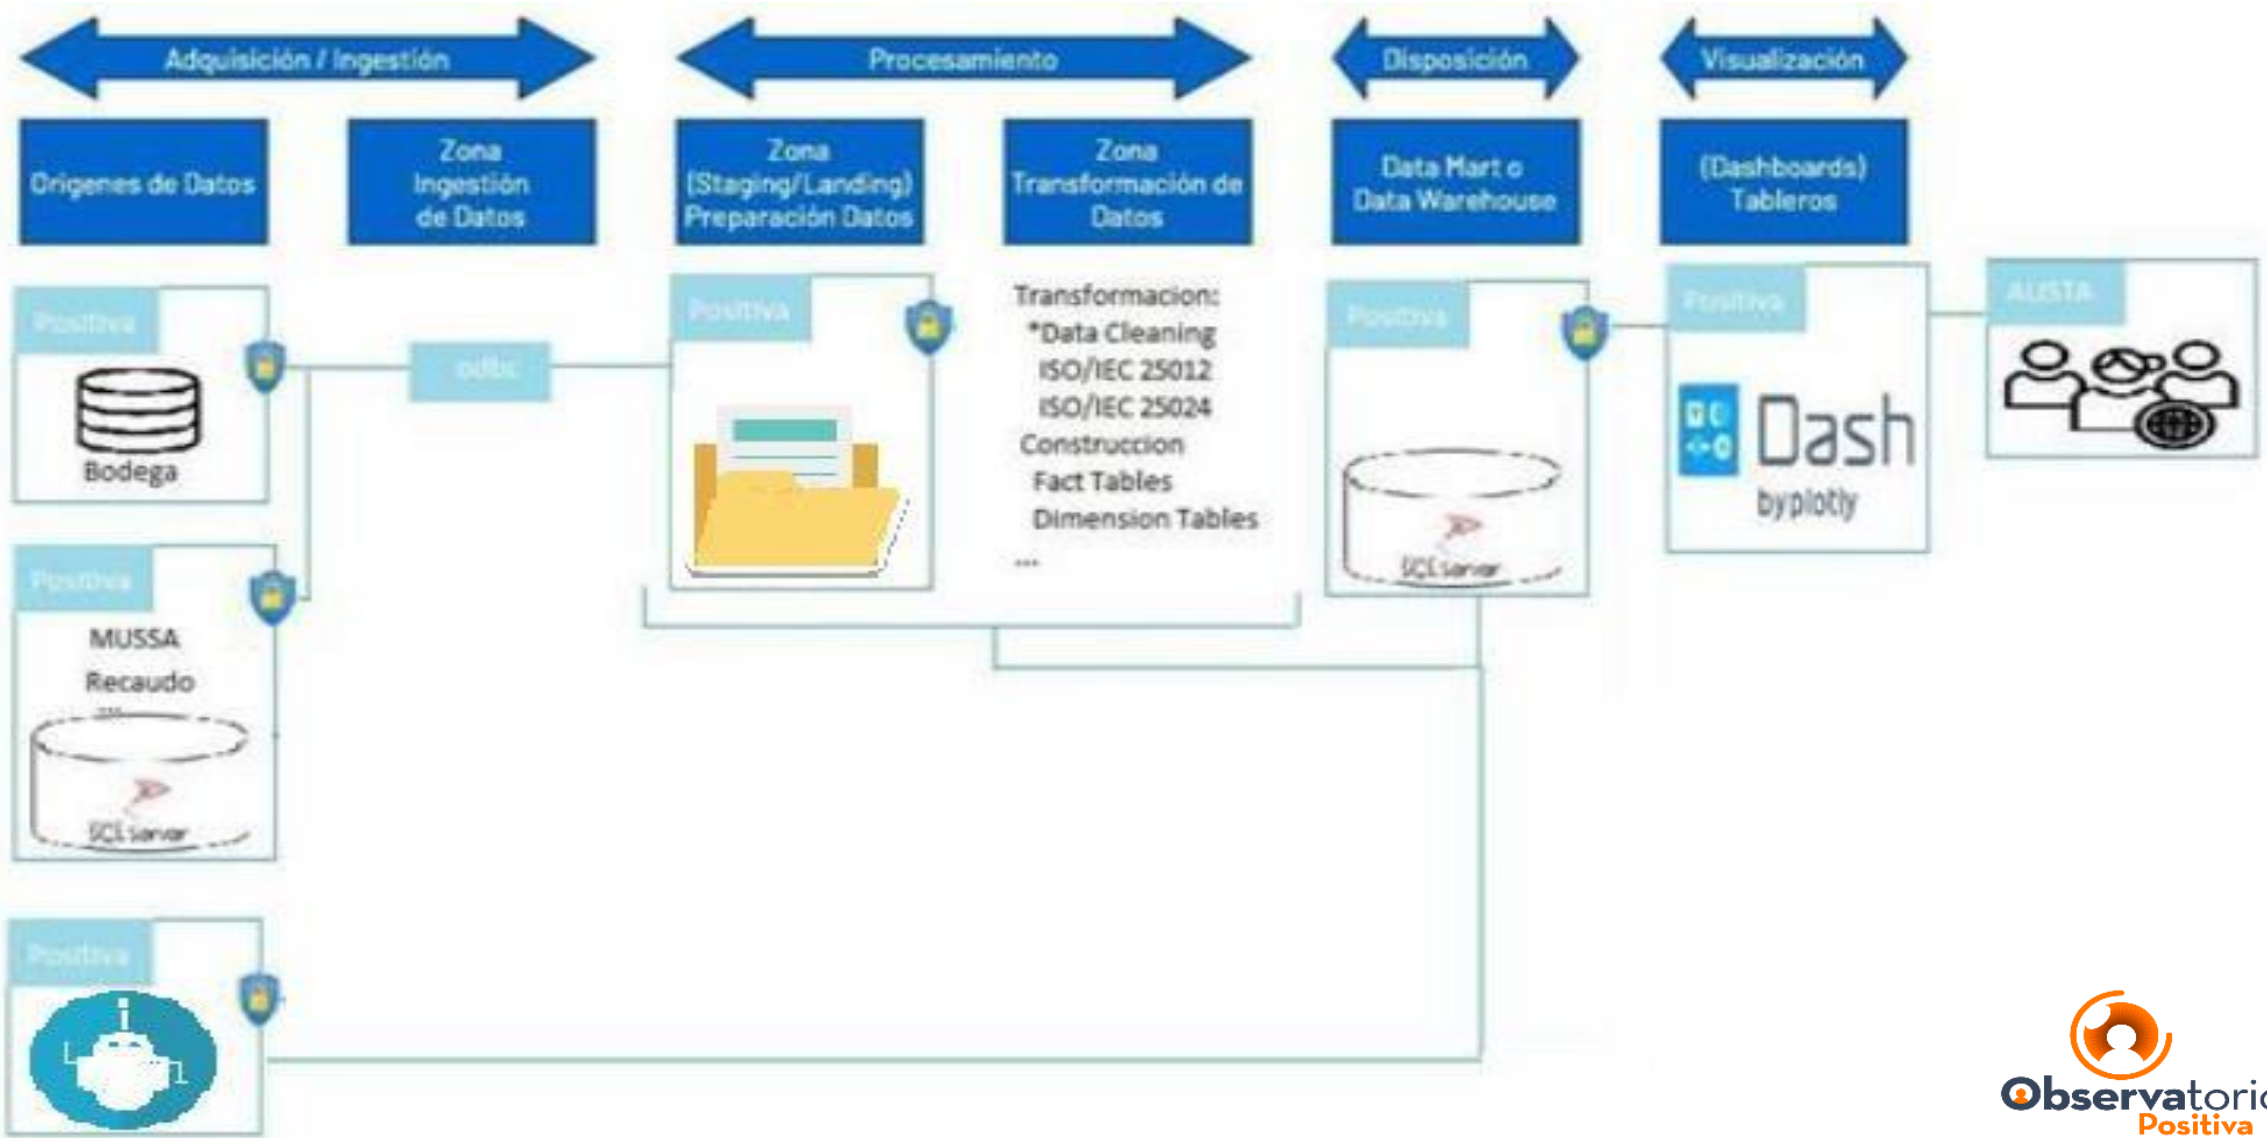 Adquisición / Ingestión
Procesamiento
Disposición
Visualización
Origenes de Datos
Zona
Ingestión
de Datos
Zona
(Staging/Landing)
Preparación Datos
Zona
Transformación de
Datos
Data Mart o
Data Warehouse
(Dashboards)
Tableros
Positiva
Bodega
odbc
Positiva
Transformacion:
*Data Cleaning
ISO/IEC 25012
ISO/IEC 25024
Construccion
Fact Tables
Dimension Tables
...
Positiva
SQL Server
Positiva
Dash
byplotly
Positiva
MUSSA
Recaudo
...
SQL Server
Positiva
Observatorio
Positiva